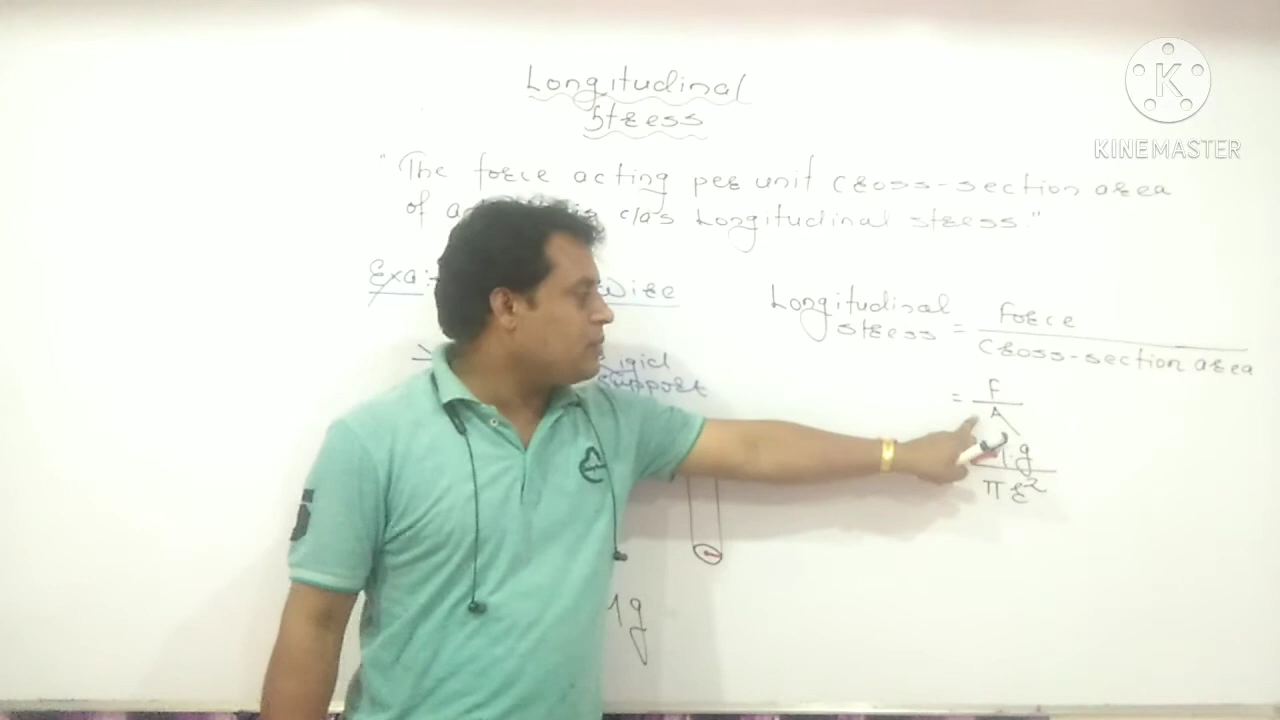 Longitudinal
Stress
K
KINEMASTER
"The force acting per unit cross-section area
of a c/a's Longitudinal stress."
Exa:- Wire
Longitudinal
stress = Force
Cross-section area
Rigid
Support
= F
A
.g
πr²
g